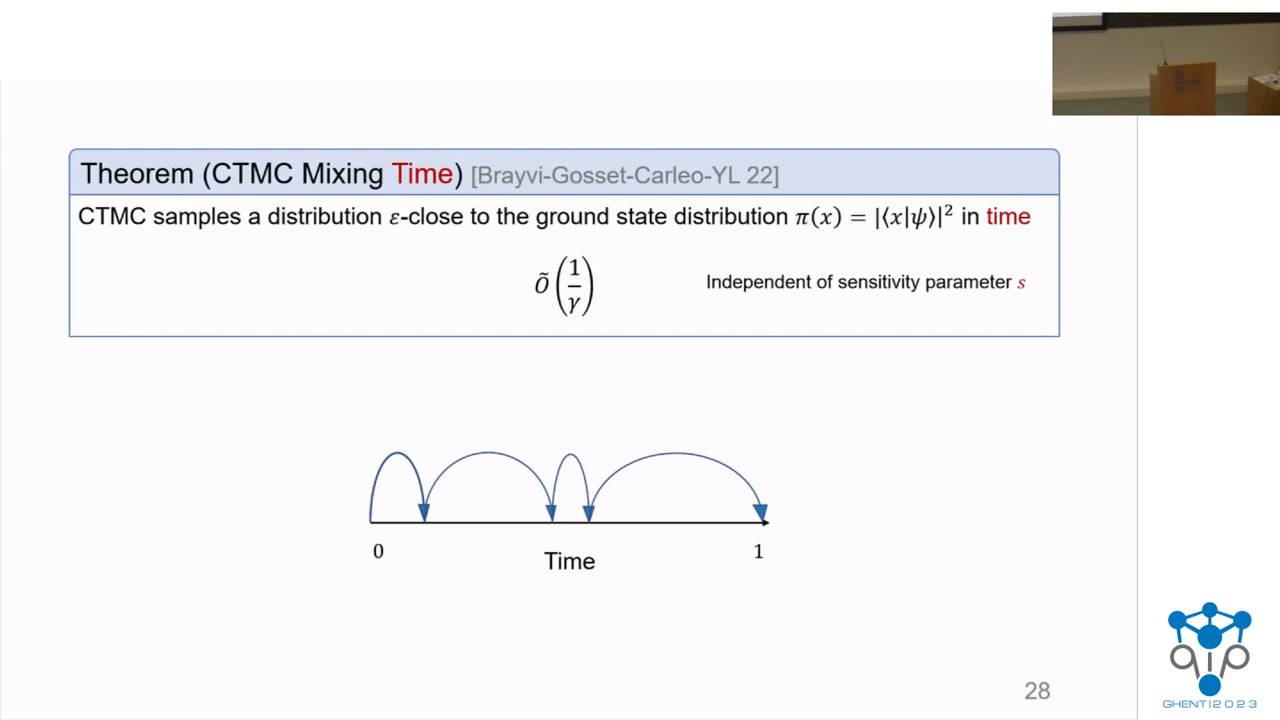 Theorem (CTMC Mixing Time) [Brayvi-Gosset-Carleo-YL 22]
CTMC samples a distribution ε-close to the ground state distribution π(x) = |⟨x|ψ⟩|² in time
Õ(1/γ)
Independent of sensitivity parameter s
0
Time
1
28
qip
GHENT|2023